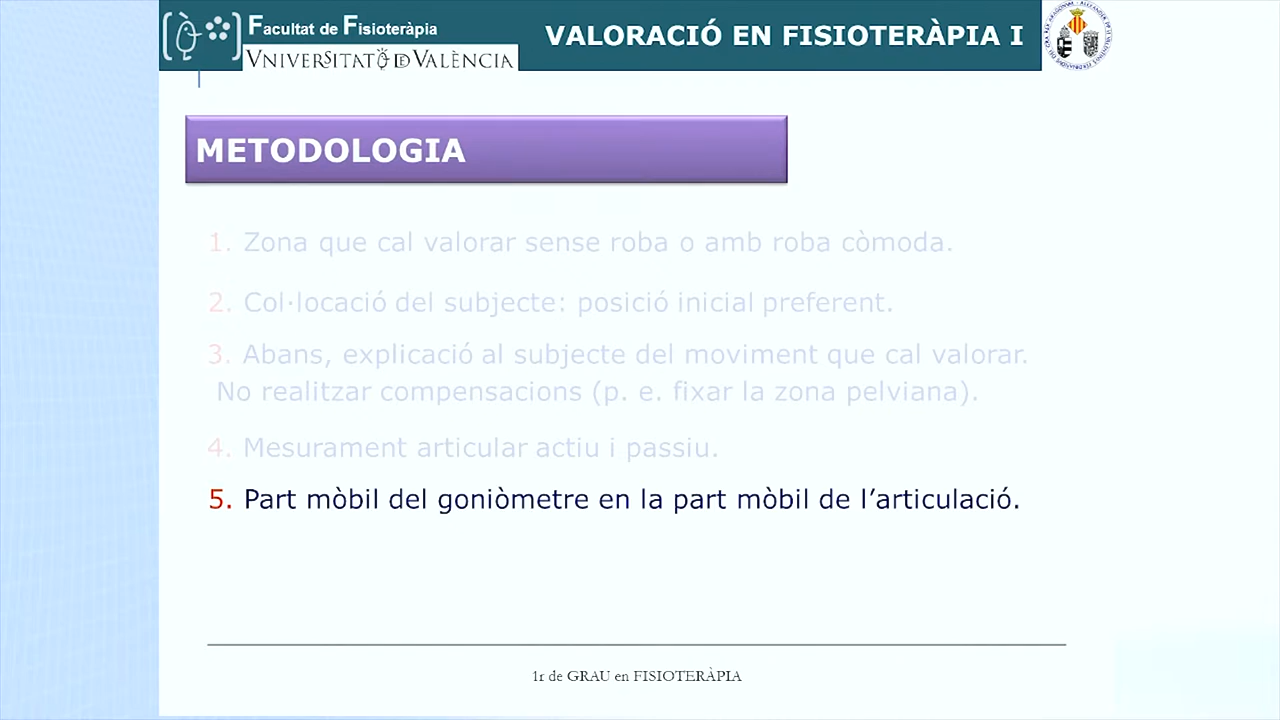 Facultat de Fisioteràpia
VNIVERSITAT DE VALÈNCIA
VALORACIÓ EN FISIOTERÀPIA I
METODOLOGIA
1. Zona que cal valorar sense roba o amb roba còmoda.
2. Col·locació del subjecte: posició inicial preferent.
3. Abans, explicació al subjecte del moviment que cal valorar.
No realitzar compensacions (p. e. fixar la zona pelviana).
4. Mesurament articular actiu i passiu.
5. Part mòbil del goniòmetre en la part mòbil de l’articulació.
1r de GRAU en FISIOTERÀPIA